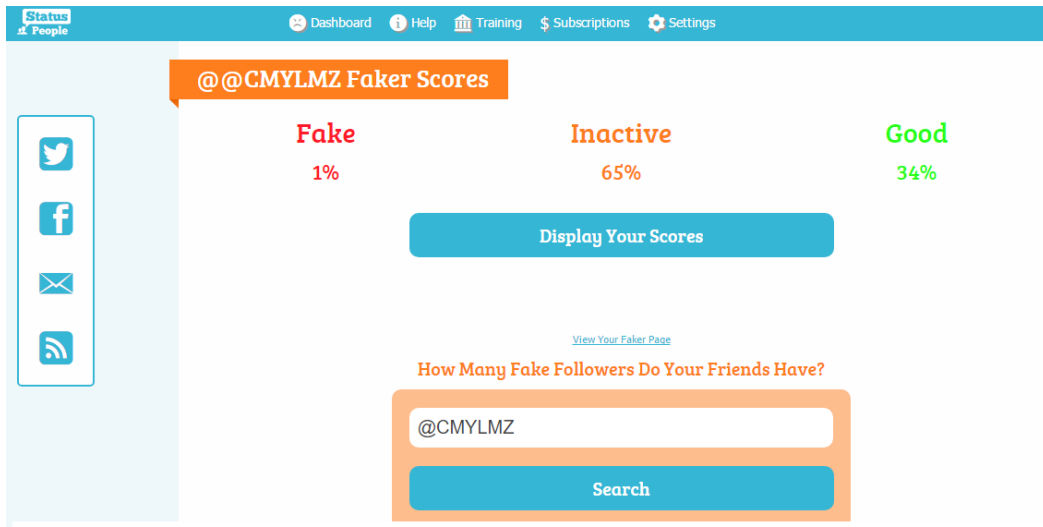 Status
People
Dashboard
Help
Training
$ Subscriptions
Settings
@@CMYLMZ Faker Scores
Fake
Inactive
Good
1%
65%
34%
Display Your Scores
View Your Faker Page
How Many Fake Followers Do Your Friends Have?
@CMYLMZ
Search